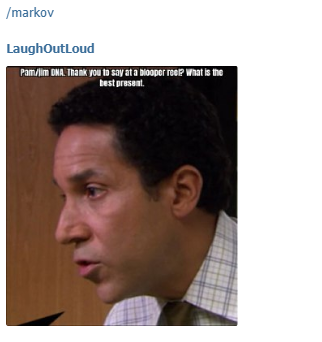 /markov
LaughOutLoud
Pam/Jim DNA. Thank you to say at a blooper reel? What is the
best present.